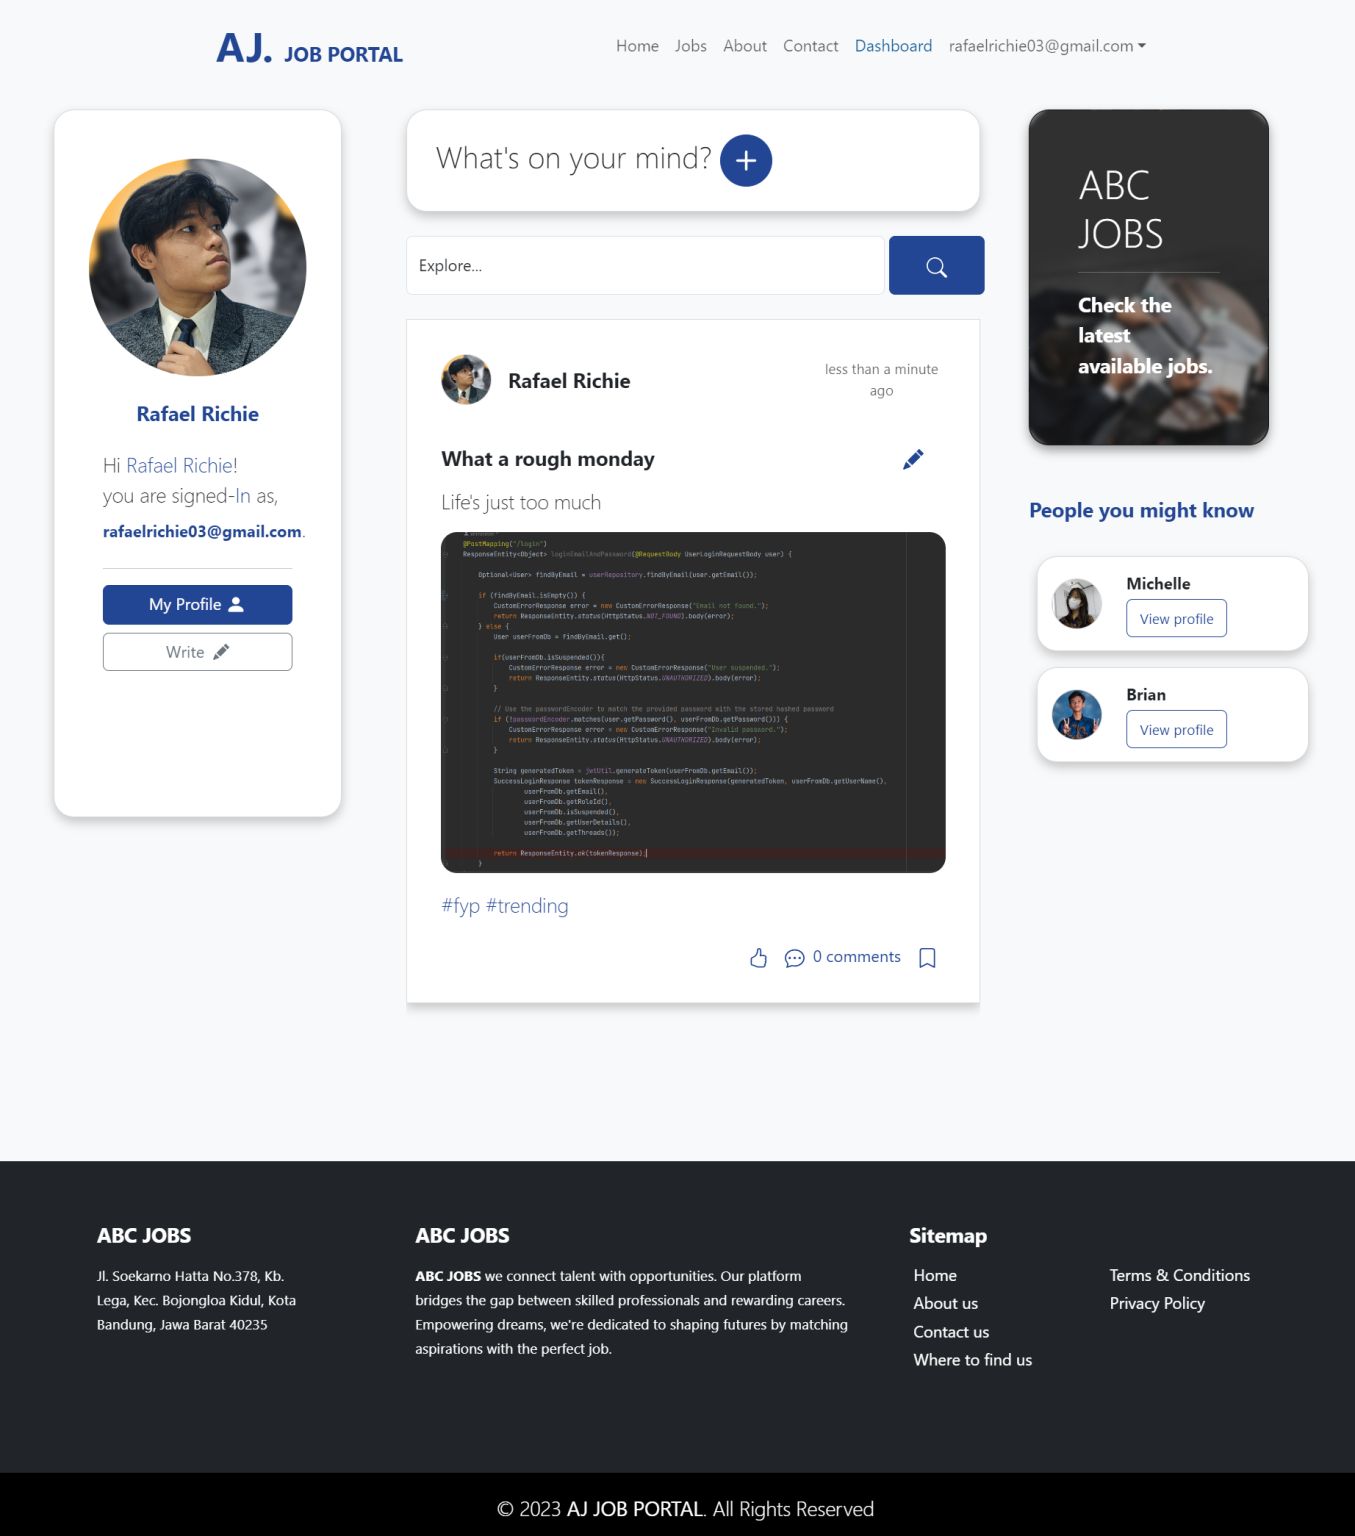 AJ. JOB PORTAL
Home Jobs About Contact Dashboard rafaelrichie03@gmail.com
Rafael Richie
Hi Rafael Richie!
you are signed-In as,
rafaelrichie03@gmail.com.
My Profile
Write
What's on your mind?
Explore...
Rafael Richie
less than a minute
ago
What a rough monday
Life's just too much
@PostMapping("/login")
ResponseEntity<Object> loginEmailAndPassword(@RequestBody UserLoginRequestBody user) {
Optional<User> findByEmail = userRepository.findByEmail(user.getEmail());
if (findByEmail.isEmpty()) {
CustomErrorResponse error = new CustomErrorResponse("Email not found.");
return ResponseEntity.status(HttpStatus.NOT_FOUND).body(error);
} else {
User userFromDb = findByEmail.get();
if(userFromDb.isSuspended()){
CustomErrorResponse error = new CustomErrorResponse("User suspended.");
return ResponseEntity.status(HttpStatus.UNAUTHORIZED).body(error);
}
// Use the passwordEncoder to match the provided password with the stored hashed password
if (!passwordEncoder.matches(user.getPassword(), userFromDb.getPassword())) {
CustomErrorResponse error = new CustomErrorResponse("Invalid password.");
return ResponseEntity.status(HttpStatus.UNAUTHORIZED).body(error);
}
String generatedToken = jwtUtil.generateToken(userFromDb.getEmail());
SuccessLoginResponse tokenResponse = new SuccessLoginResponse(generatedToken, userFromDb.getUserName(),
userFromDb.getEmail(),
userFromDb.getRoleId(),
userFromDb.isSuspended(),
userFromDb.getUserDetails(),
userFromDb.getThreads());
return ResponseEntity.ok(tokenResponse);
}
#fyp #trending
0 comments
ABC
JOBS
Check the
latest
available jobs.
People you might know
Michelle
View profile
Brian
View profile
ABC JOBS
Jl. Soekarno Hatta No.378, Kb.
Lega, Kec. Bojongloa Kidul, Kota
Bandung, Jawa Barat 40235
ABC JOBS
ABC JOBS we connect talent with opportunities. Our platform
bridges the gap between skilled professionals and rewarding careers.
Empowering dreams, we're dedicated to shaping futures by matching
aspirations with the perfect job.
Sitemap
Home
About us
Contact us
Where to find us
Terms & Conditions
Privacy Policy
© 2023 AJ JOB PORTAL. All Rights Reserved